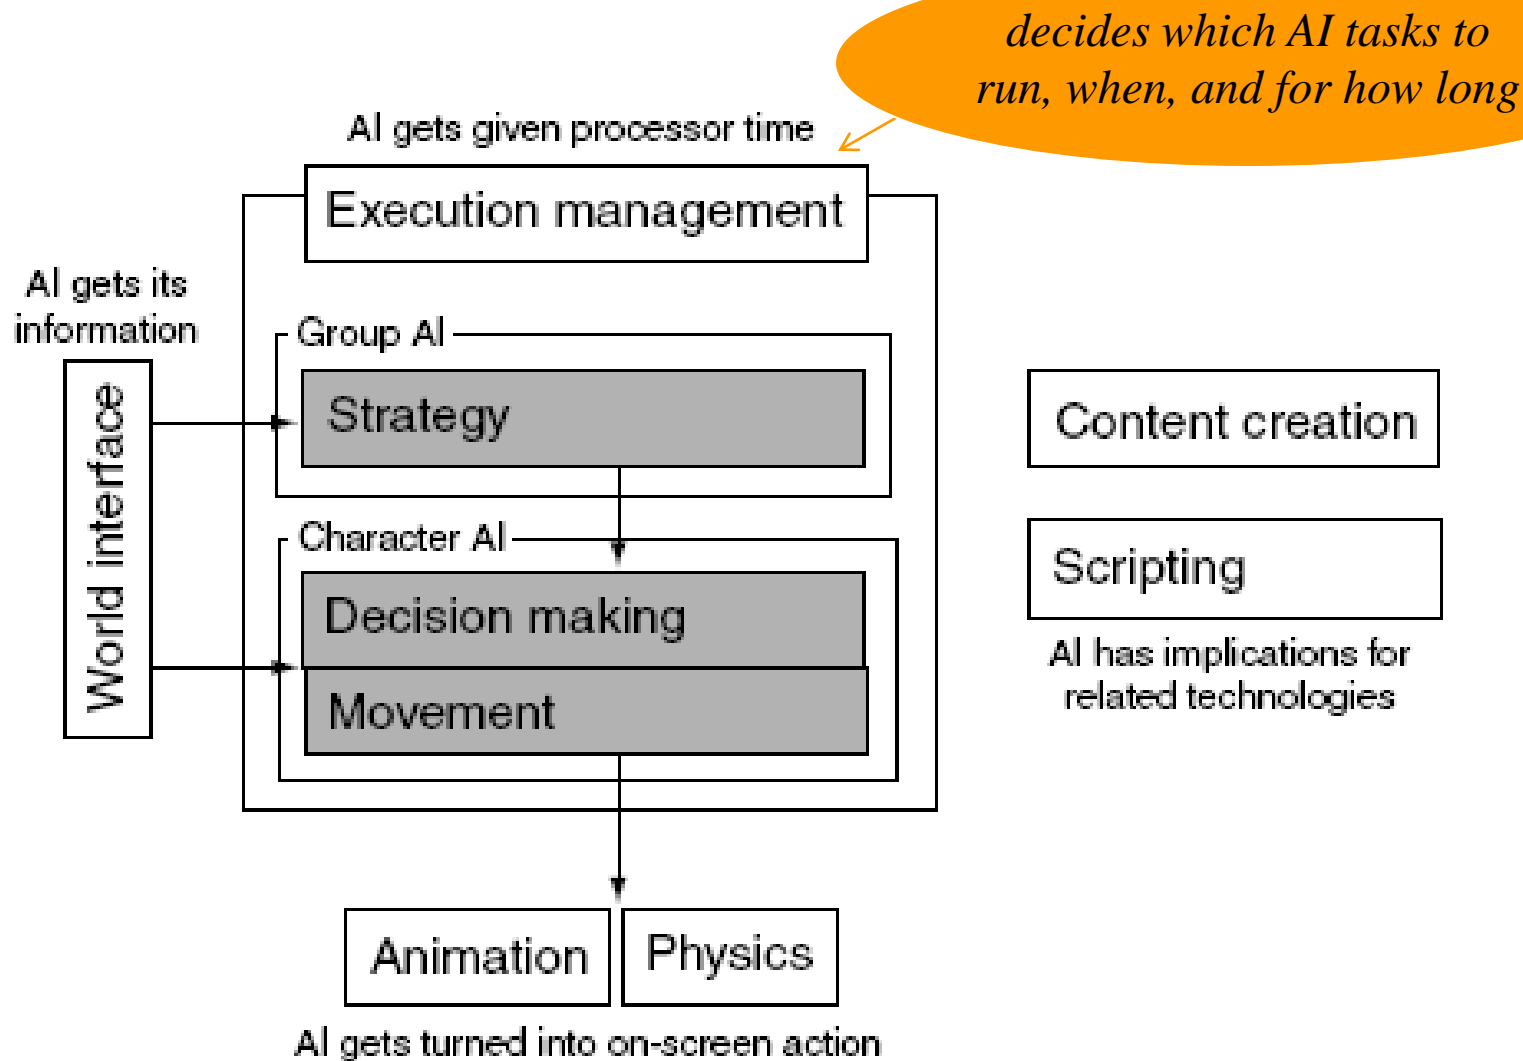 decides which AI tasks to
run, when, and for how long
AI gets given processor time
Execution management
AI gets its
information
World interface
Group AI
Strategy
Character AI
Decision making
Movement
Content creation
Scripting
AI has implications for
related technologies
Animation
Physics
AI gets turned into on-screen action